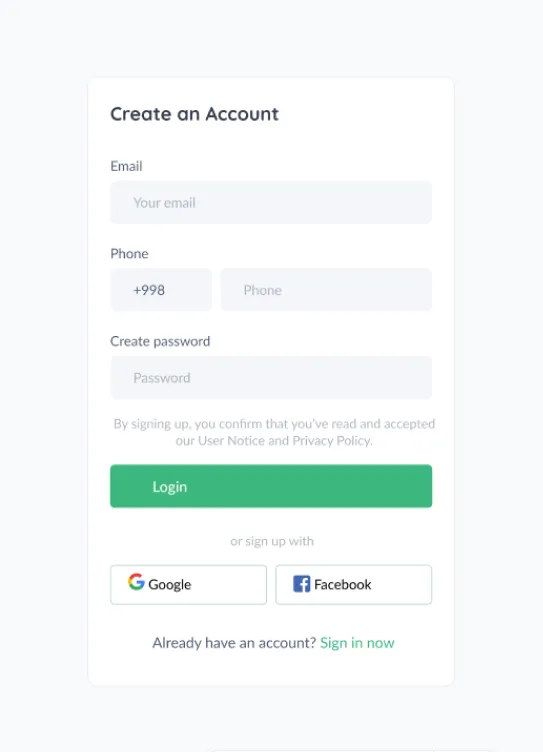 Create an Account
Email
Your email
Phone
+998 Phone
Create password
Password
By signing up, you confirm that you've read and accepted
our User Notice and Privacy Policy.
Login
or sign up with
Google Facebook
Already have an account? Sign in now